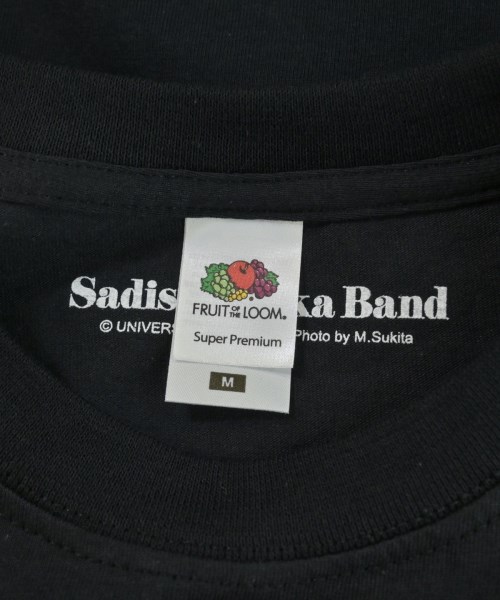 Sadis ka Band
© UNIVERS Photo by M.Sukita
FRUIT OF THE LOOM®
Super Premium
M